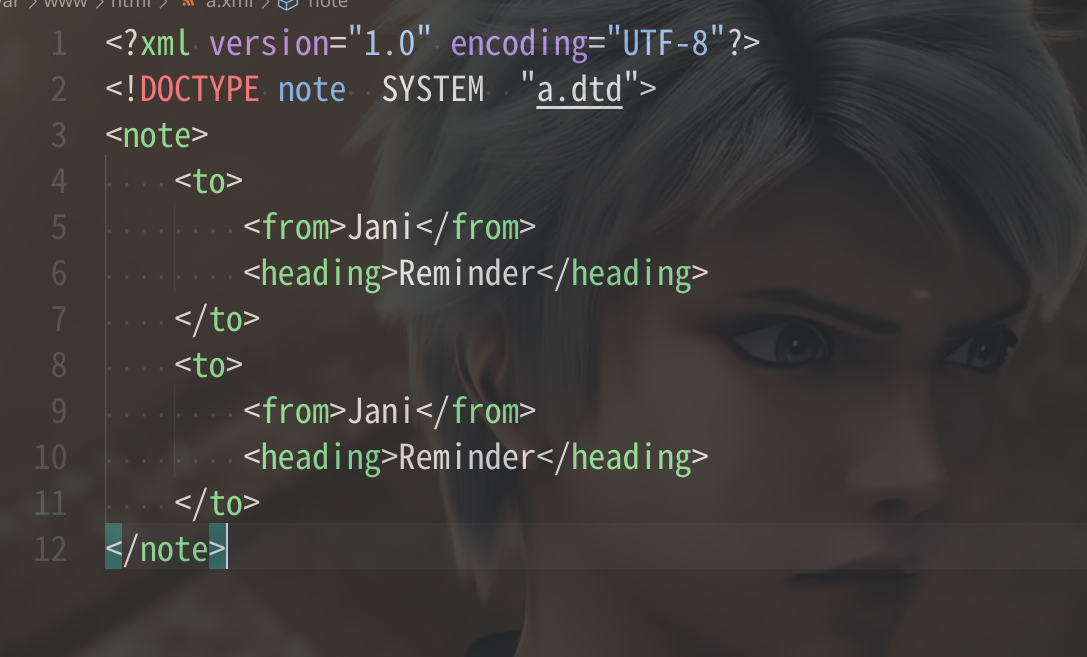 www > html > a.xml > note
1 <?xml version="1.0" encoding="UTF-8"?>
2 <!DOCTYPE note  SYSTEM  "a.dtd">
3 <note>
4     <to>
5         <from>Jani</from>
6         <heading>Reminder</heading>
7     </to>
8     <to>
9         <from>Jani</from>
10         <heading>Reminder</heading>
11     </to>
12 </note>